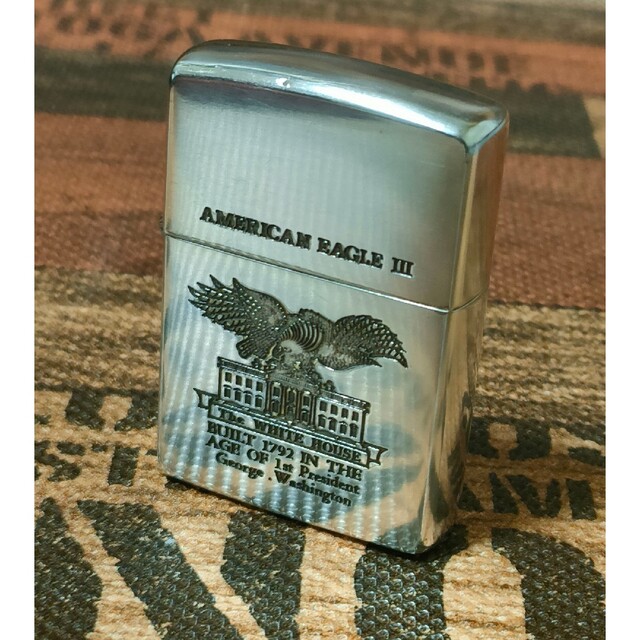 AMERICAN EAGLE III
The WHITE HOUSE
BUILT 1792 IN THE
AGE OF 1st President
George . Washington